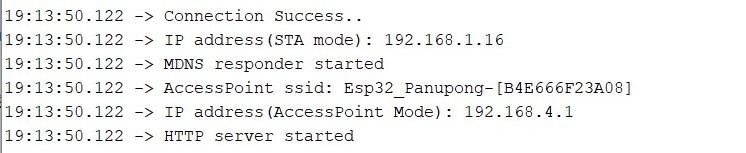 19:13:50.122 -> Connection Success..
19:13:50.122 -> IP address(STA mode): 192.168.1.16
19:13:50.122 -> MDNS responder started
19:13:50.122 -> AccessPoint ssid: Esp32_Panupong-[B4E666F23A08]
19:13:50.122 -> IP address(AccessPoint Mode): 192.168.4.1
19:13:50.122 -> HTTP server started